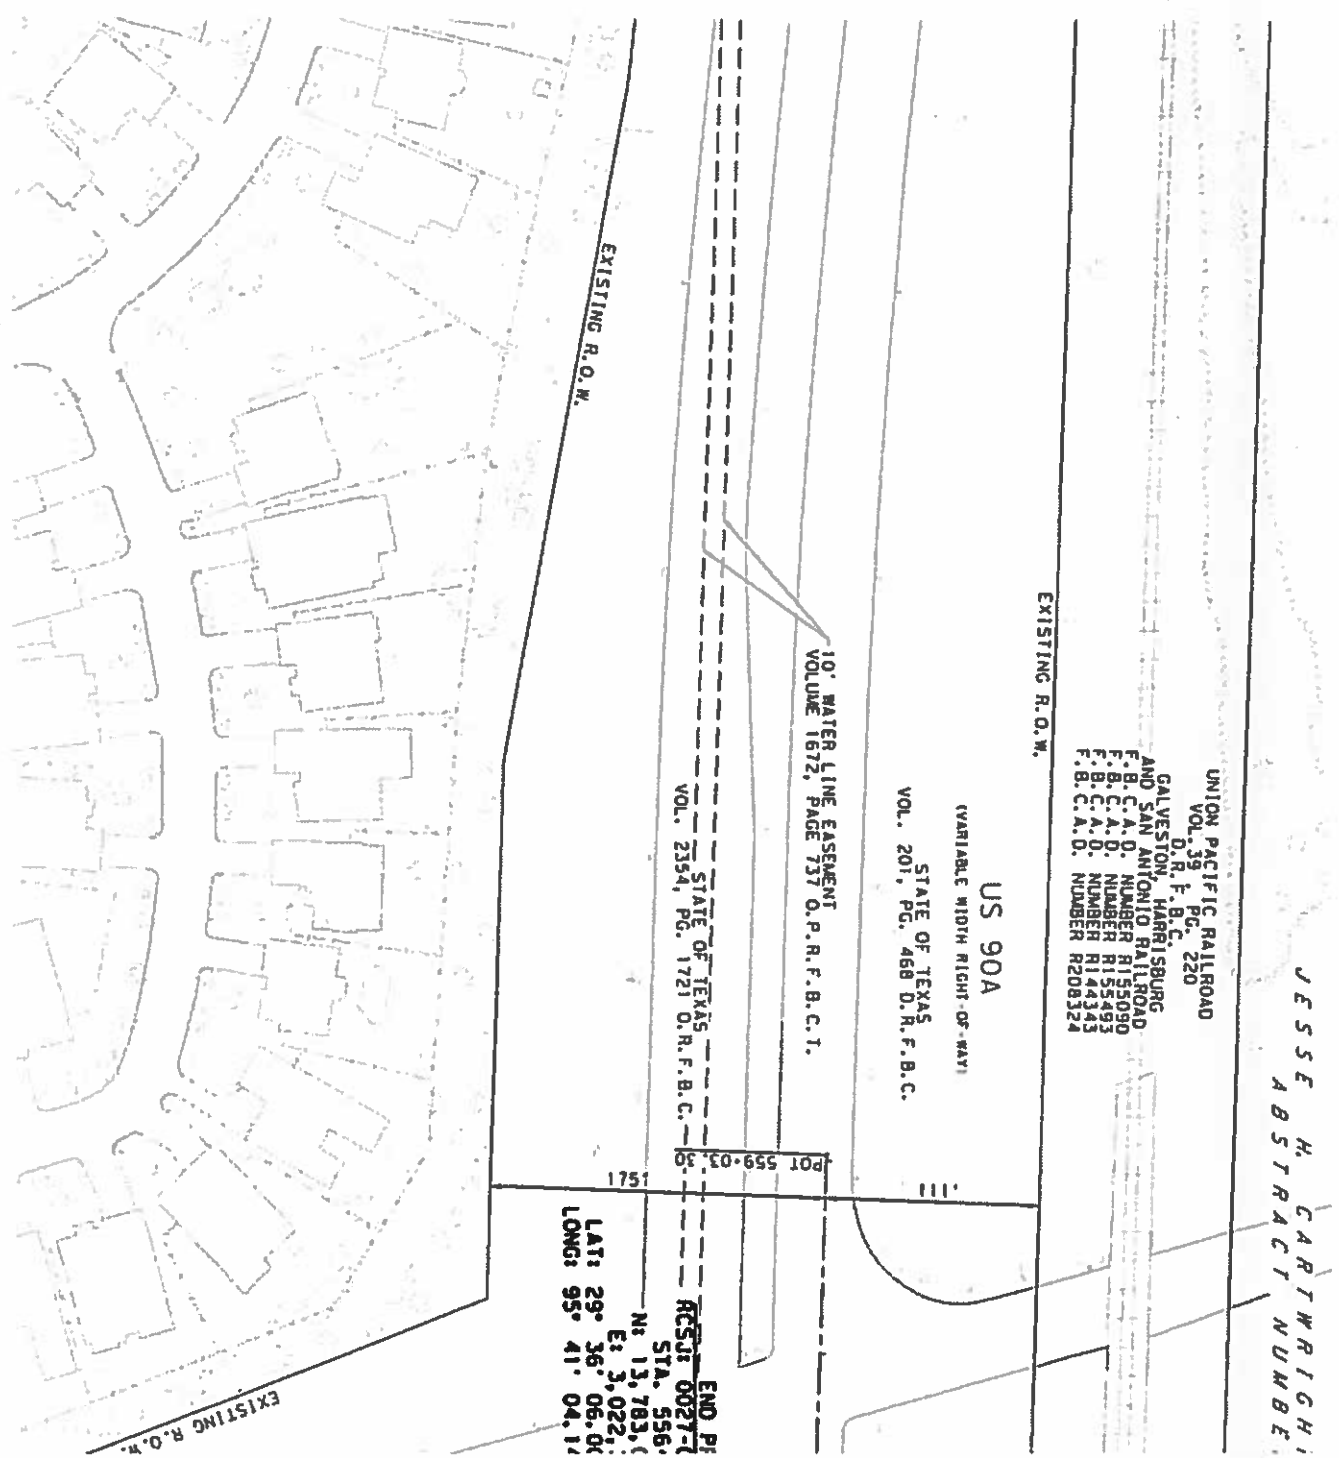 EXISTING R.O.W.
EXISTING R.O.W.
UNION PACIFIC RAILROAD
VOL. 39 PG. 220
D.R.F.B.C.
GALVESTON, HARRISBURG
AND SAN ANTONIO RAILROAD
F.B.C.A.D. NUMBER R155090
F.B.C.A.D. NUMBER R155493
F.B.C.A.D. NUMBER R144343
F.B.C.A.D. NUMBER R208324
JESSE H. CARTWRIGH
ABSTRACT NUMBE
US 90A
(VARIABLE WIDTH RIGHT-OF-WAY)
STATE OF TEXAS
VOL. 201, PG. 468 D.R.F.B.C.
10' WATER LINE EASEMENT
VOLUME 1672, PAGE 737 O.P.R.F.B.C.T.
STATE OF TEXAS
VOL. 2354, PG. 1721 O.R.F.B.C.
POT 559+03.30
175'
111'
END P
RCSJ: 0027-
STA. 556
N: 13,783,
E: 3,022,
LAT: 29° 36' 06.0
LONG: 95° 41' 04.1
EXISTING R.O.W.